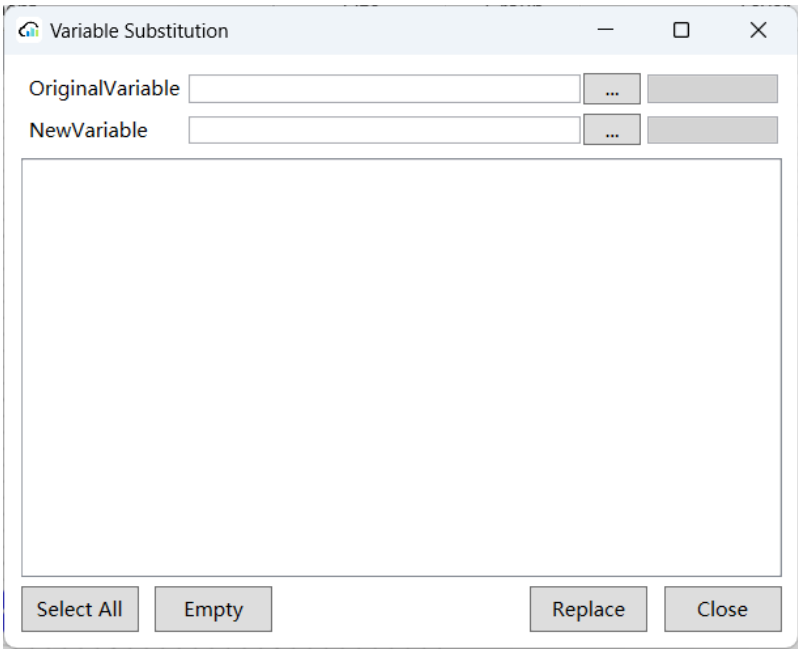 Variable Substitution
OriginalVariable ...
NewVariable ...
Select All Empty Replace Close